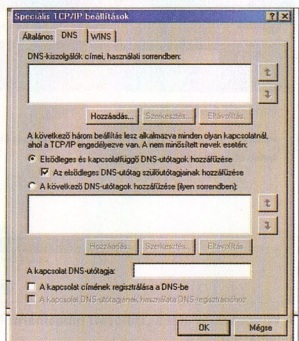 Speciális TCP/IP beállítások
Általános DNS WINS
DNS-kiszolgálók címei, használati sorrendben:
Hozzáadás... Szerkesztés... Eltávolítás
A következő három beállítás lesz alkalmazva minden olyan kapcsolatnál,
ahol a TCP/IP engedélyezve van. A nem minősített nevek esetén:
Elsődleges és kapcsolatfüggő DNS-utótagok hozzáfűzése
Az elsődleges DNS-utótag szülőutótagjainak hozzáfűzése
A következő DNS-utótagok hozzáfűzése (ilyen sorrendben):
Hozzáadás... Szerkesztés... Eltávolítás
A kapcsolat DNS-utótagja:
A kapcsolat címének regisztrálása a DNS-be
A kapcsolat DNS-utótagjának használata DNS-regisztrációhoz
OK Mégse